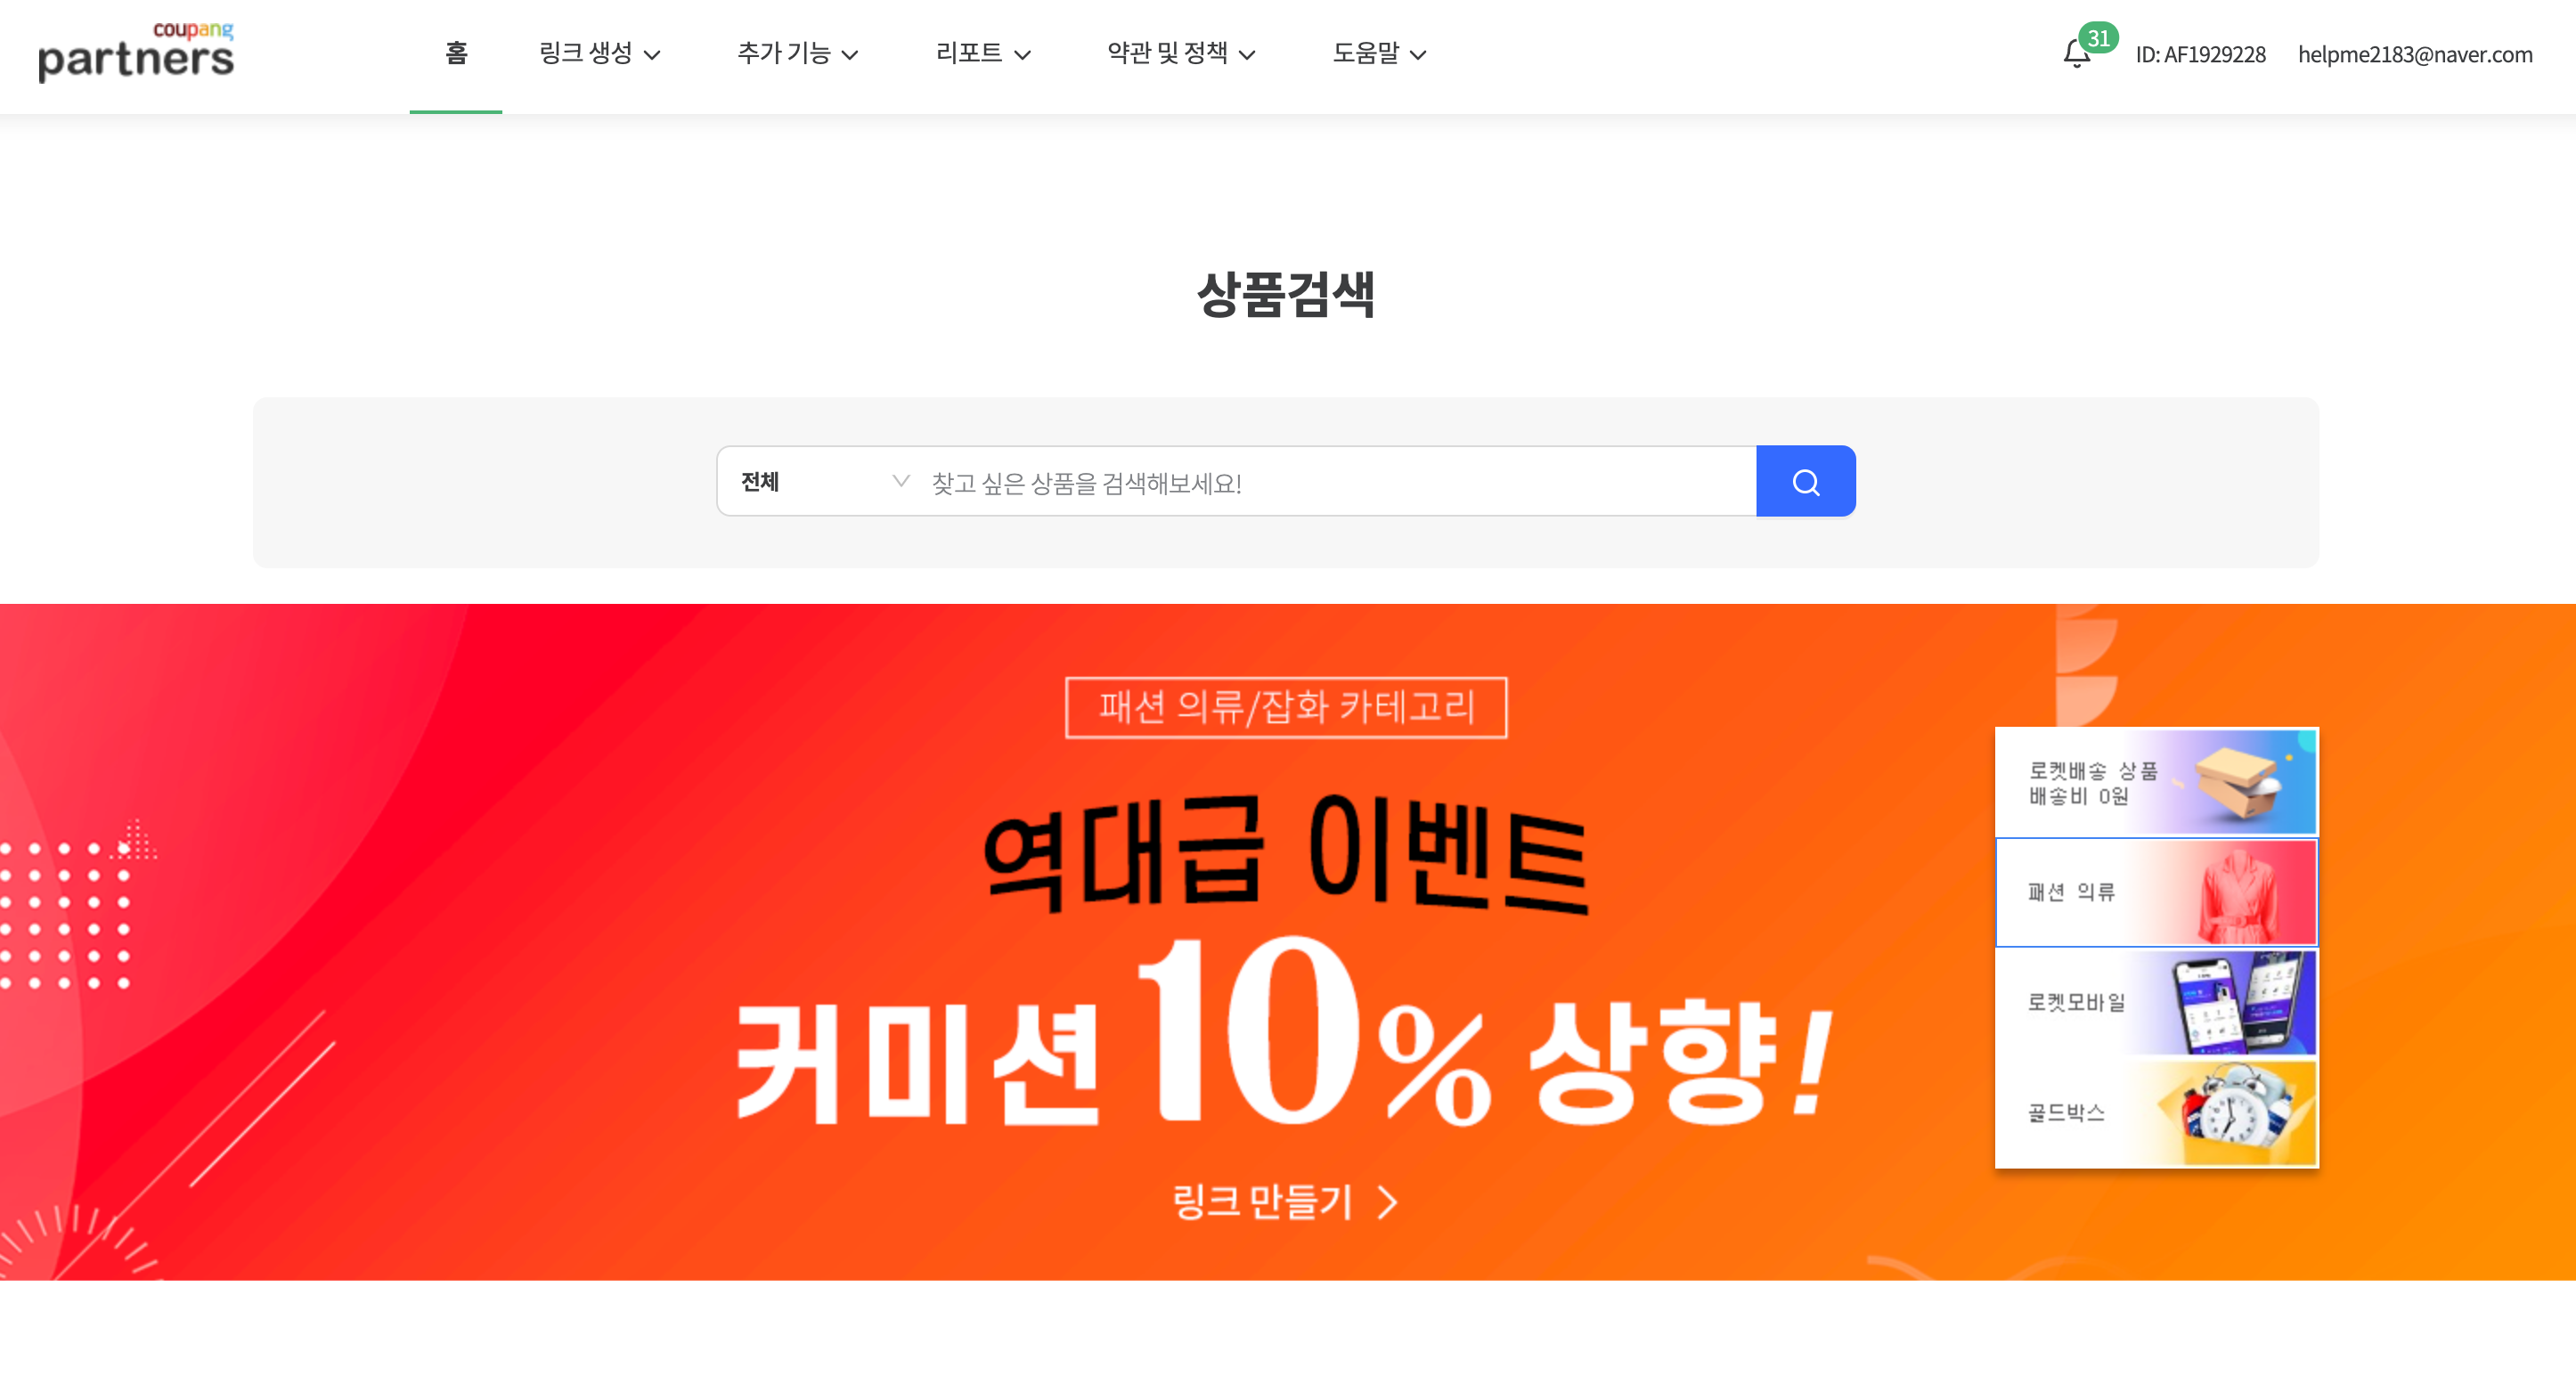 coupang
partners
홈
링크 생성
추가 기능
리포트
약관 및 정책
도움말
31
ID: AF1929228
helpme2183@naver.com
상품검색
전체
찾고 싶은 상품을 검색해보세요!
패션 의류/잡화 카테고리
역대급 이벤트
커미션 10% 상향!
링크 만들기
로켓배송 상품
배송비 0원
패션 의류
로켓모바일
골드박스